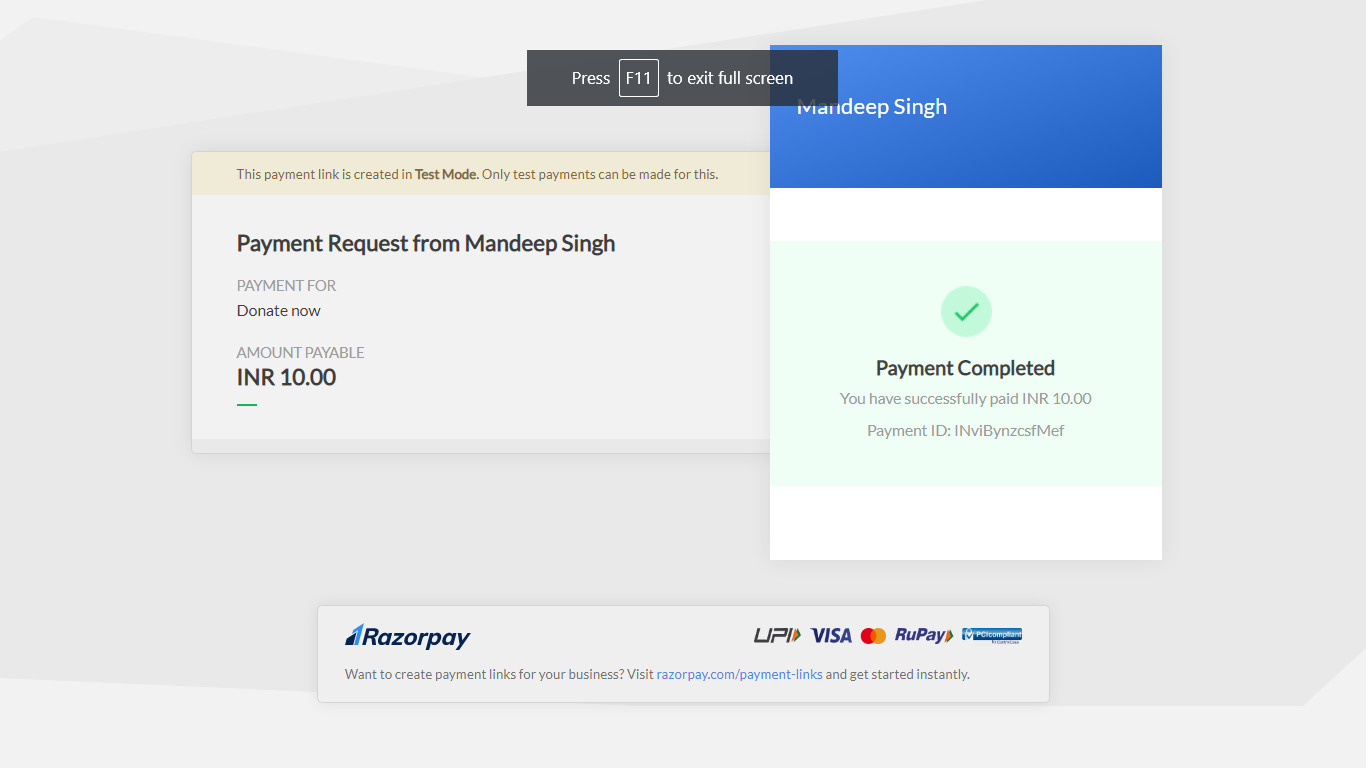 Press F11 to exit full screen
Mandeep Singh
This payment link is created in Test Mode. Only test payments can be made for this.
Payment Request from Mandeep Singh
PAYMENT FOR
Donate now
AMOUNT PAYABLE
INR 10.00
Payment Completed
You have successfully paid INR 10.00
Payment ID: INviBynzcsfMef
Razorpay
UPI VISA RuPay PCI compliant
Want to create payment links for your business? Visit razorpay.com/payment-links and get started instantly.